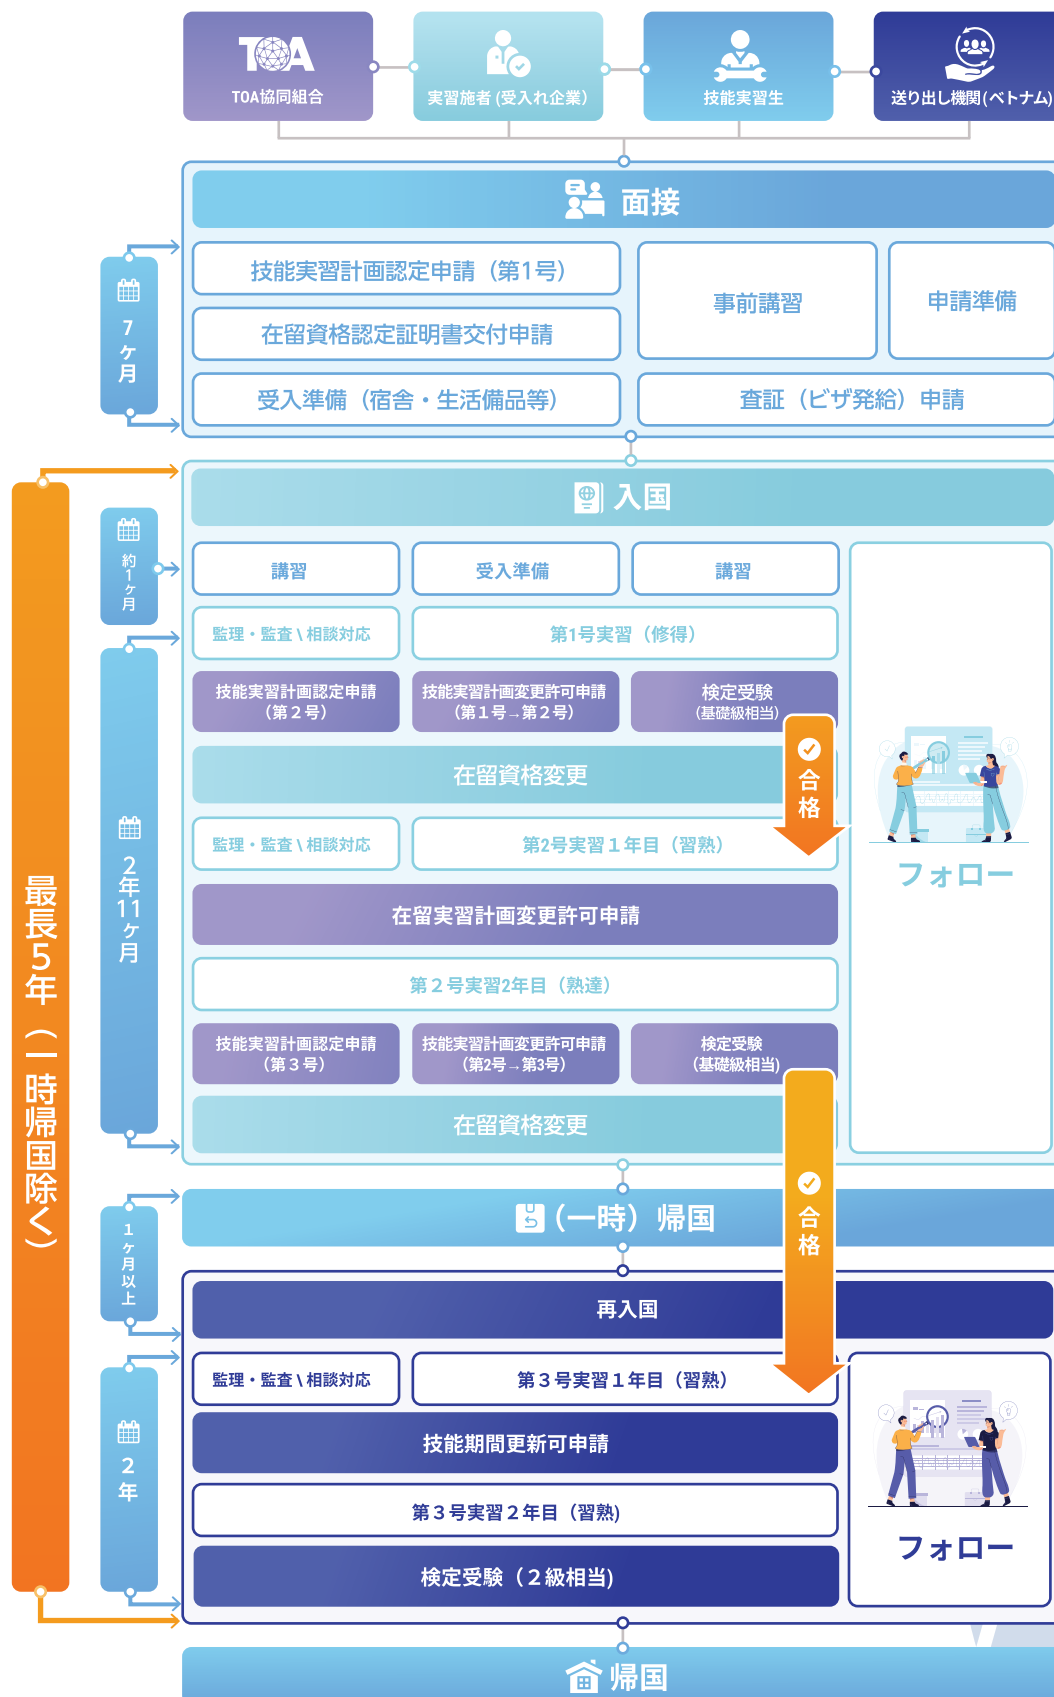 TOA
TOA協同組合
実習施者 (受入れ企業)
技能実習生
送り出し機関(ベトナム)
面接
技能実習計画認定申請（第1号）
在留資格認定証明書交付申請
受入準備（宿舎・生活備品等）
事前講習
申請準備
査証（ビザ発給）申請
7ヶ月
入国
約1ヶ月
講習
受入準備
講習
監理・監査 \ 相談対応
第1号実習（修得）
技能実習計画認定申請
（第２号）
技能実習計画変更許可申請
（第１号→第２号）
検定受験
（基礎級相当）
在留資格変更
合格
監理・監査 \ 相談対応
第2号実習１年目（習熟）
在留実習計画変更許可申請
第２号実習2年目（熟達）
技能実習計画認定申請
（第３号）
技能実習計画変更許可申請
（第2号→第3号）
検定受験
（基礎級相当)
在留資格変更
フォロー
2年11ヶ月
最長5年（一時帰国除く）
（一時）帰国
合格
1ヶ月以上
再入国
監理・監査 \ 相談対応
第３号実習１年目（習熟）
技能期間更新可申請
第３号実習２年目（習熟)
検定受験（２級相当)
フォロー
2年
帰国